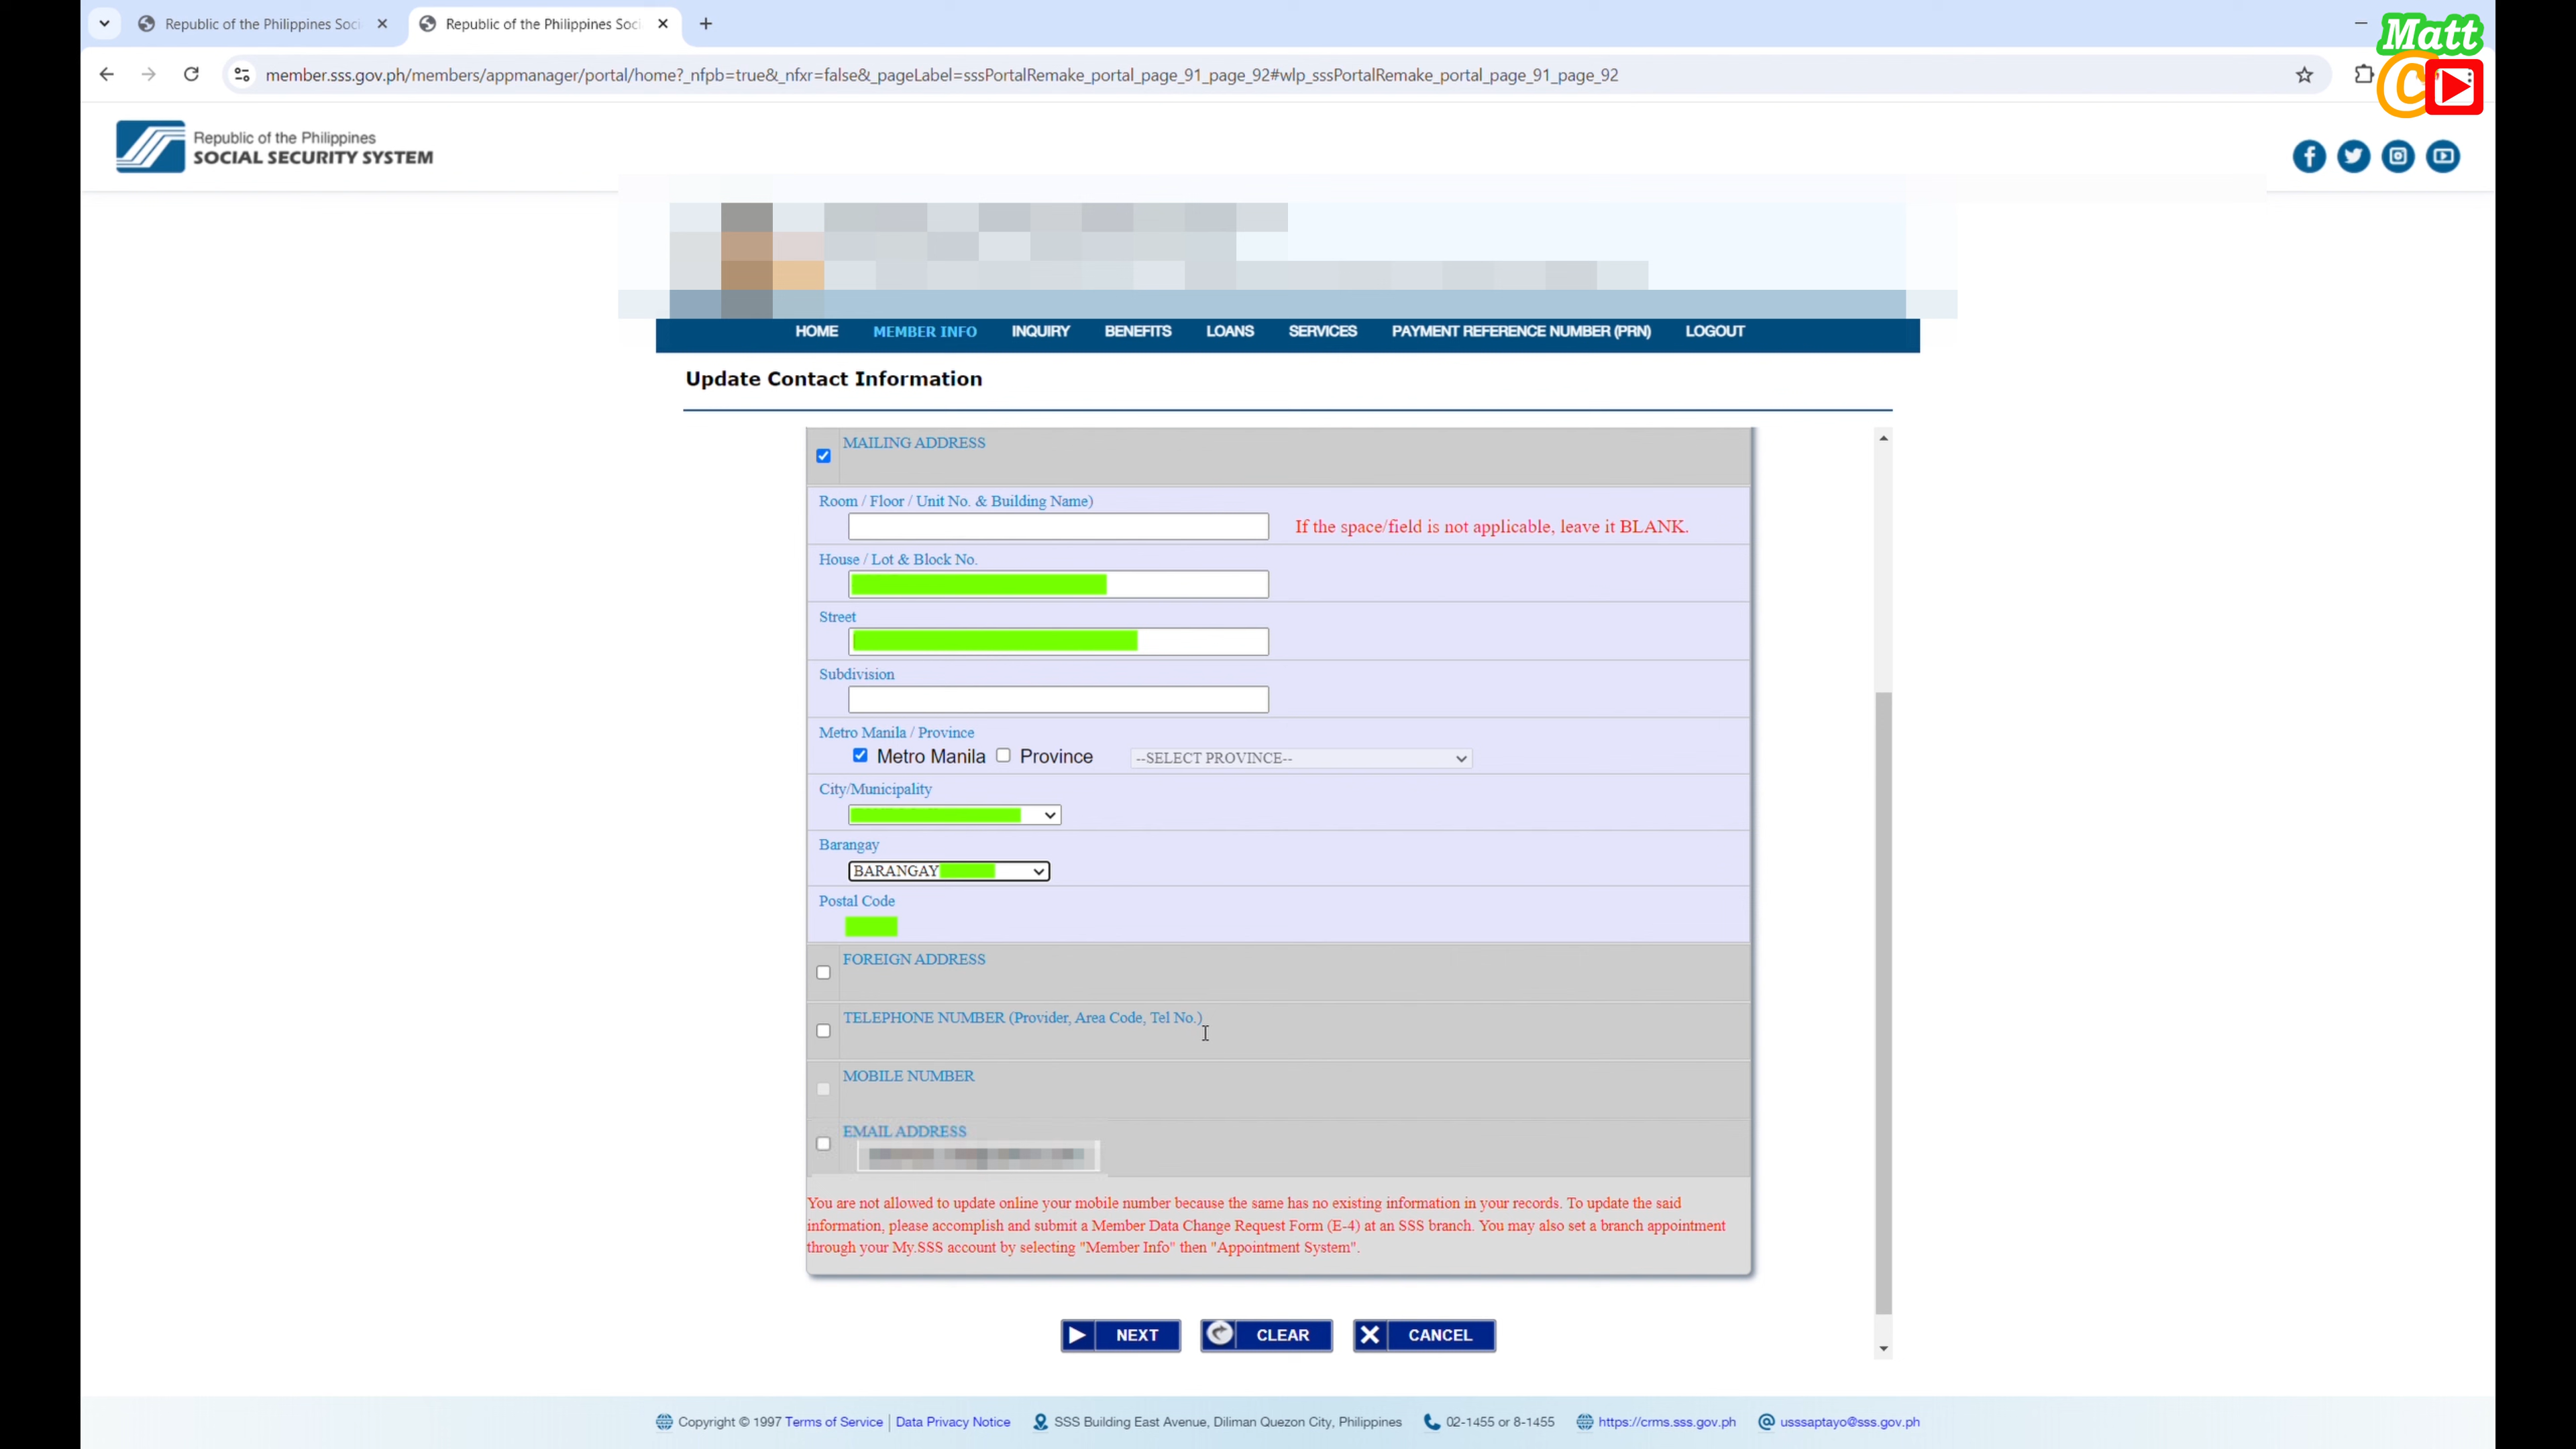 Matt
C
Republic of the Philippines Soci
Republic of the Philippines Soci
member.sss.gov.ph/members/appmanager/portal/home?_nfpb=true&_nfxr=false&_pageLabel=sssPortalRemake_portal_page_91_page_92#wlp_sssPortalRemake_portal_page_91_page_92
Republic of the Philippines
SOCIAL SECURITY SYSTEM
HOME MEMBER INFO INQUIRY BENEFITS LOANS SERVICES PAYMENT REFERENCE NUMBER (PRN) LOGOUT
Update Contact Information
MAILING ADDRESS
Room / Floor / Unit No. & Building Name)
If the space/field is not applicable, leave it BLANK.
House / Lot & Block No.
Street
Subdivision
Metro Manila / Province
Metro Manila Province --SELECT PROVINCE--
City/Municipality
Barangay
BARANGAY
Postal Code
FOREIGN ADDRESS
TELEPHONE NUMBER (Provider, Area Code, Tel No.)
MOBILE NUMBER
EMAIL ADDRESS
You are not allowed to update online your mobile number because the same has no existing information in your records. To update the said
information, please accomplish and submit a Member Data Change Request Form (E-4) at an SSS branch. You may also set a branch appointment
through your My.SSS account by selecting "Member Info" then "Appointment System".
NEXT CLEAR CANCEL
Copyright © 1997 Terms of Service | Data Privacy Notice SSS Building East Avenue, Diliman Quezon City, Philippines 02-1455 or 8-1455 https://crms.sss.gov.ph usssaptayo@sss.gov.ph